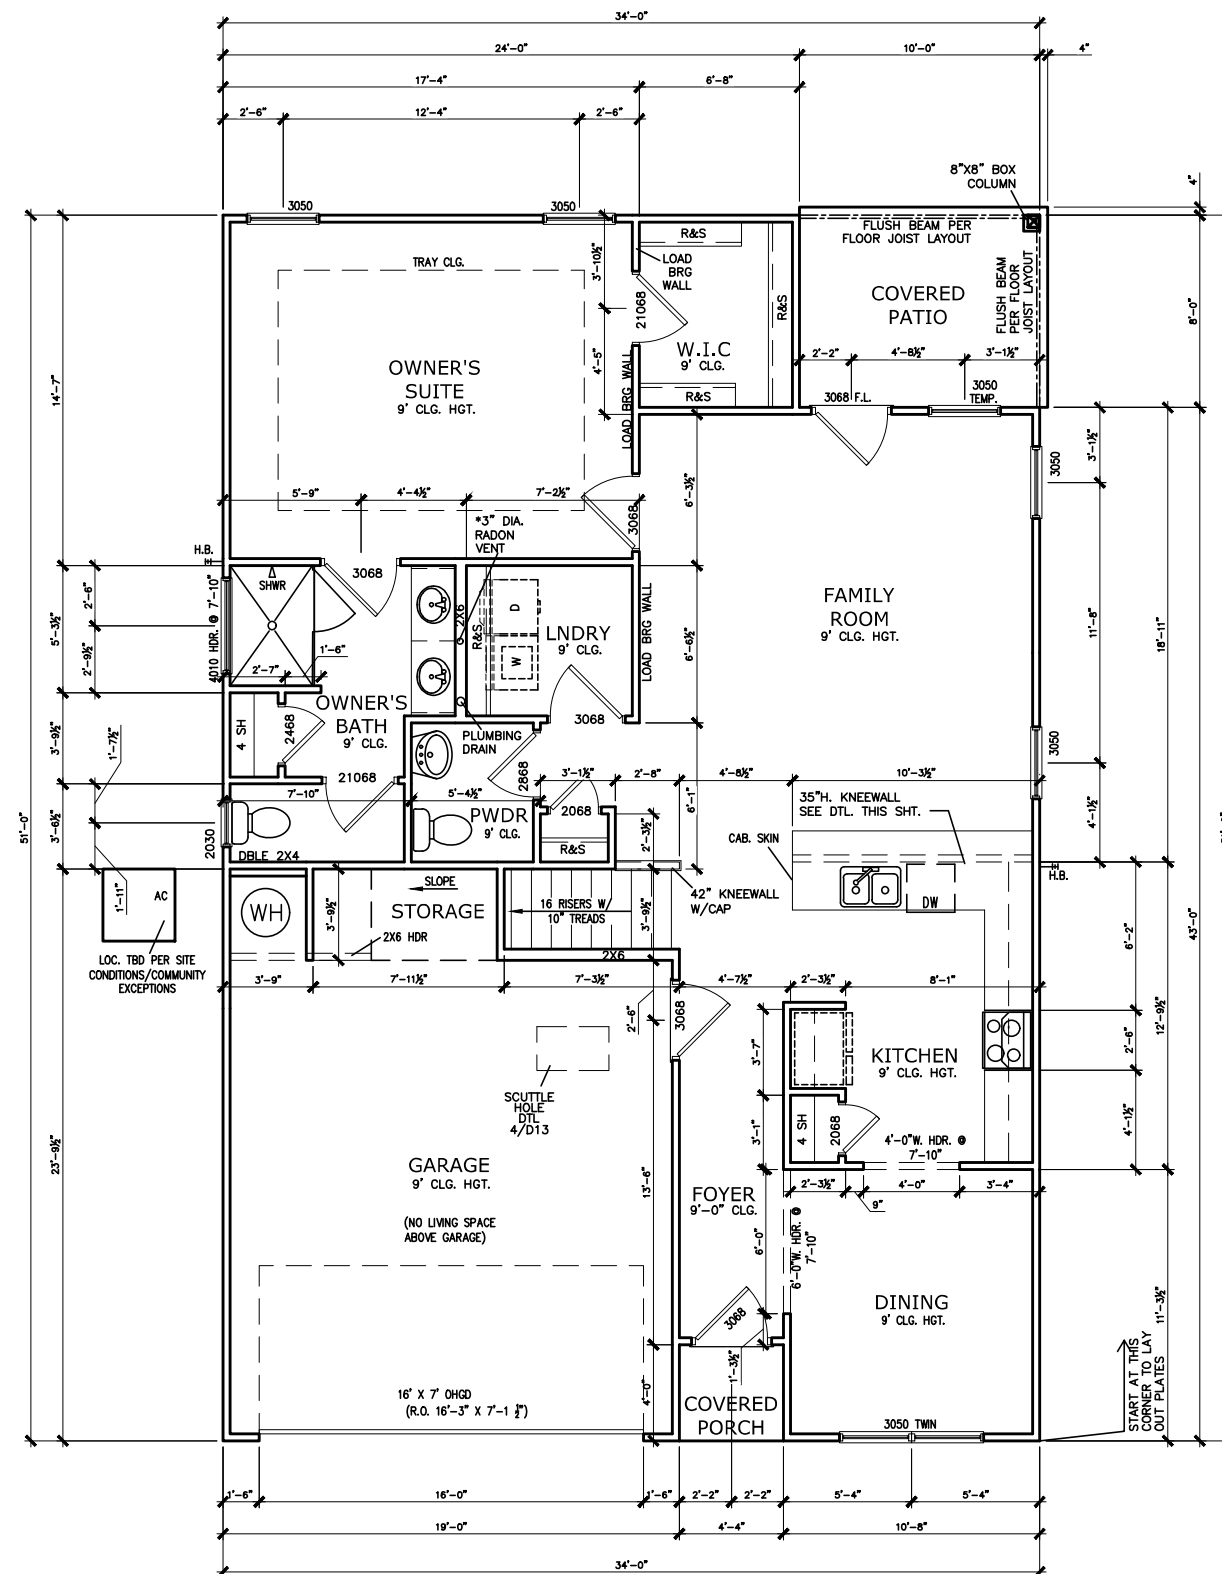 34'-0"
24'-0"
10'-0"
4"
17'-4"
6'-8"
2'-6"
12'-4"
2'-6"
8"X8" BOX
COLUMN
4"
3050
3050
R&S
FLUSH BEAM PER
FLOOR JOIST LAYOUT
TRAY CLG.
3'-10½"
LOAD
BRG
WALL
R&S
FLUSH BEAM
PER FLOOR
JOIST LAYOUT
COVERED
PATIO
8'-0"
21068
W.I.C
9' CLG.
OWNER'S
SUITE
9' CLG. HGT.
4'-5"
LOAD BRG WALL
R&S
2'-2"
4'-8½"
3'-1½"
3068 F.L.
3050
TEMP.
14'-7"
3'-1½"
3050
5'-9"
4'-4½"
7'-2½"
6'-3½"
3068
*3" DIA.
RADON
VENT
H.B.
3068
SHWR
4010 HDR. @ 7'-10"
2'-6"
5'-3½"
2'-9½"
2X6
R&S
D
W
LNDRY
9' CLG.
LOAD BRG WALL
6'-6½"
FAMILY
ROOM
9' CLG. HGT.
11'-8"
18'-11"
1'-6"
2'-7"
OWNER'S
BATH
9' CLG.
4 SH
2468
3'-9½"
1'-7½"
3068
PLUMBING
DRAIN
2868
3050
21068
3'-1½"
2'-8"
4'-8½"
10'-3½"
7'-10"
5'-4½"
6'-1"
35"H. KNEEWALL
SEE DTL. THIS SHT.
2068
PWDR
9' CLG.
2'-3½"
4'-1½"
51'-0"
3'-6½"
2030
DBLE 2X4
R&S
CAB. SKIN
H.B.
1'-11"
AC
SLOPE
WH
3'-9½"
STORAGE
2X6 HDR
16 RISERS W/
10" TREADS
3'-9½"
42" KNEEWALL
W/CAP
DW
43'-0"
2X6
LOC. TBD PER SITE
CONDITIONS/COMMUNITY
EXCEPTIONS
6'-2"
3'-9"
7'-11½"
7'-3½"
4'-7½"
2'-3½"
8'-1"
2'-6"
3068
3'-7"
KITCHEN
9' CLG. HGT.
2'-6"
12'-9½"
SCUTTLE
HOLE
DTL
4/D13
3'-1"
4 SH
2068
4'-0"W. HDR. @
7'-10"
4'-1½"
23'-9½"
GARAGE
9' CLG. HGT.
13'-6"
FOYER
9'-0" CLG.
2'-3½"
4'-0"
3'-4"
9"
(NO LIVING SPACE
ABOVE GARAGE)
6'-0"
6'-0"W. HDR. @
7'-10"
DINING
9' CLG. HGT.
11'-3½"
3068
1'-3½"
START AT THIS
CORNER TO LAY
OUT PLATES
16' X 7' OHGD
(R.O. 16'-3" X 7'-1 ½")
4'-0"
COVERED
PORCH
3050 TWIN
1'-6"
16'-0"
1'-6"
2'-2"
2'-2"
5'-4"
5'-4"
19'-0"
4'-4"
10'-8"
34'-0"